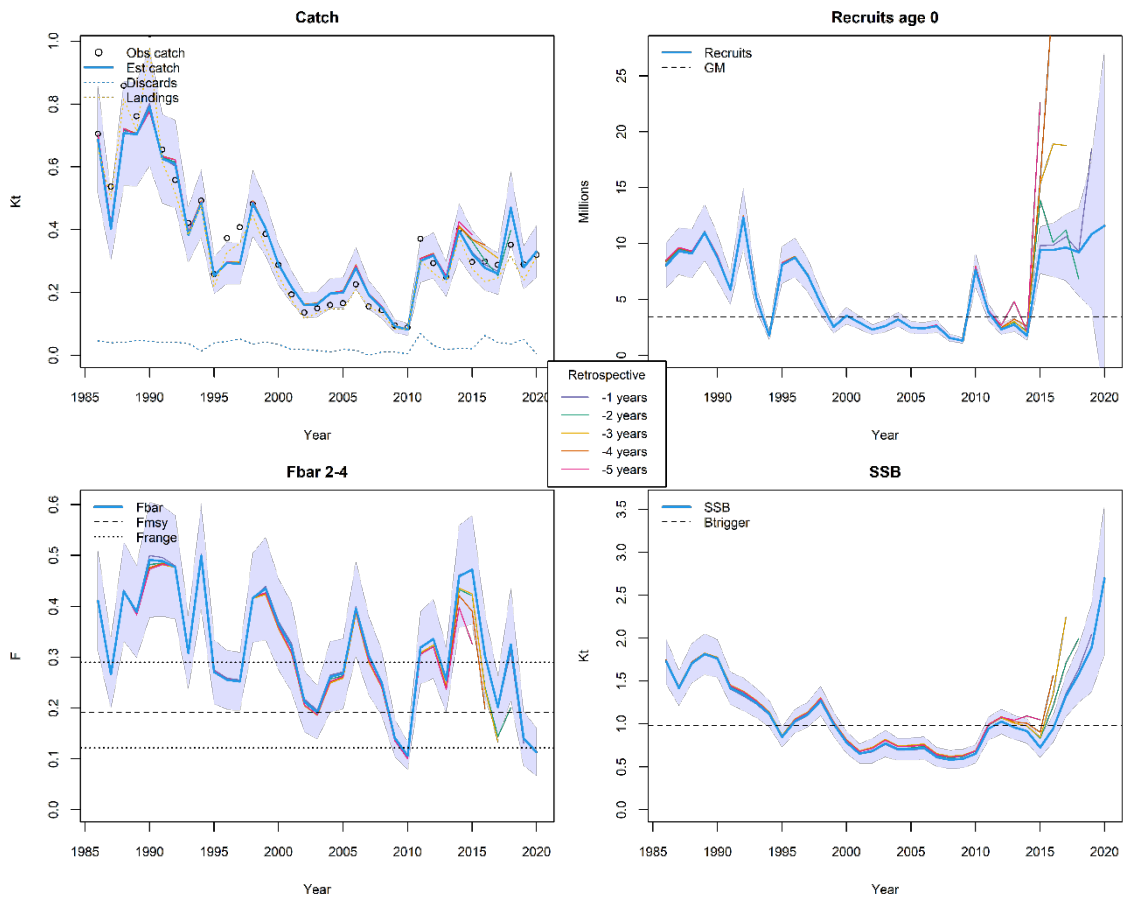 Catch
Kt
1.0
0.8
0.6
0.4
0.2
0.0
Obs catch
Est catch
Discards
Landings
1985 1990 1995 2000 2005 2010 2015 2020
Year
Recruits age 0
Millions
25
20
15
10
5
0
Recruits
GM
1985 1990 1995 2000 2005 2010 2015 2020
Year
Retrospective
-1 years
-2 years
-3 years
-4 years
-5 years
Fbar 2-4
F
0.6
0.5
0.4
0.3
0.2
0.1
0.0
Fbar
Fmsy
Frange
1985 1990 1995 2000 2005 2010 2015 2020
Year
SSB
Kt
3.5
3.0
2.5
2.0
1.5
1.0
0.5
0.0
SSB
Btrigger
1985 1990 1995 2000 2005 2010 2015 2020
Year